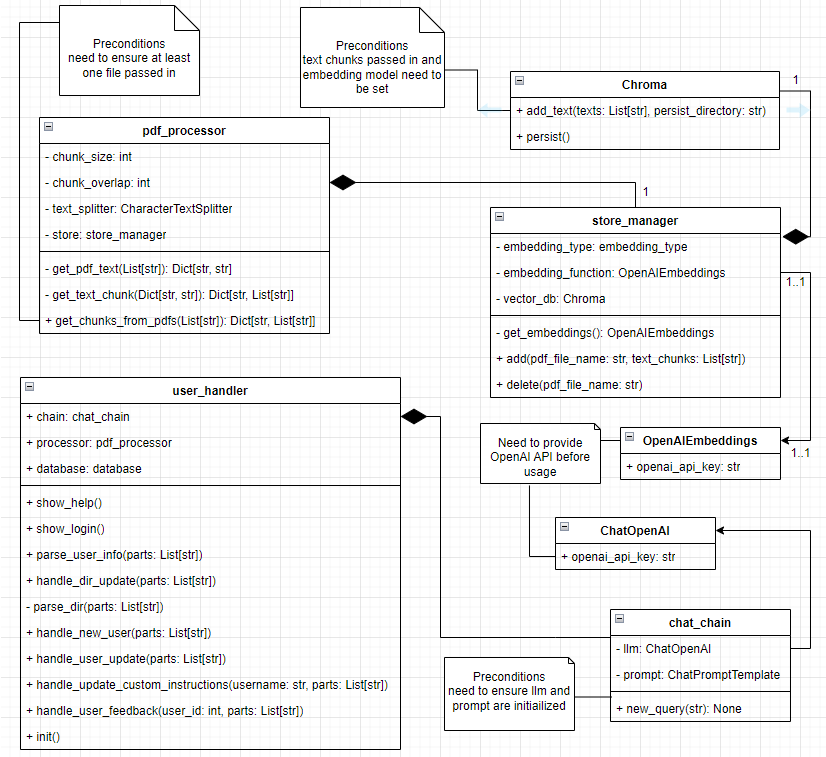 Preconditions
need to ensure at least
one file passed in
Preconditions
text chunks passed in and
embedding model need to
be set
Chroma
+ add_text(texts: List[str], persist_directory: str)
+ persist()
1
pdf_processor
- chunk_size: int
- chunk_overlap: int
- text_splitter: CharacterTextSplitter
- store: store_manager
- get_pdf_text(List[str]): Dict[str, str]
- get_text_chunk(Dict[str, str]): Dict[str, List[str]]
+ get_chunks_from_pdfs(List[str]): Dict[str, List[str]]
1
store_manager
- embedding_type: embedding_type
- embedding_function: OpenAIEmbeddings
- vector_db: Chroma
- get_embeddings(): OpenAIEmbeddings
+ add(pdf_file_name: str, text_chunks: List[str])
+ delete(pdf_file_name: str)
1..1
1..1
user_handler
+ chain: chat_chain
+ processor: pdf_processor
+ database: database
+ show_help()
+ show_login()
+ parse_user_info(parts: List[str])
+ handle_dir_update(parts: List[str])
- parse_dir(parts: List[str])
+ handle_new_user(parts: List[str])
+ handle_user_update(parts: List[str])
+ handle_update_custom_instructions(username: str, parts: List[str])
+ handle_user_feedback(user_id: int, parts: List[str])
+ init()
Need to provide
OpenAI API before
usage
OpenAIEmbeddings
+ openai_api_key: str
ChatOpenAI
+ openai_api_key: str
Preconditions
need to ensure llm and
prompt are initiailized
chat_chain
- llm: ChatOpenAI
- prompt: ChatPromptTemplate
+ new_query(str): None